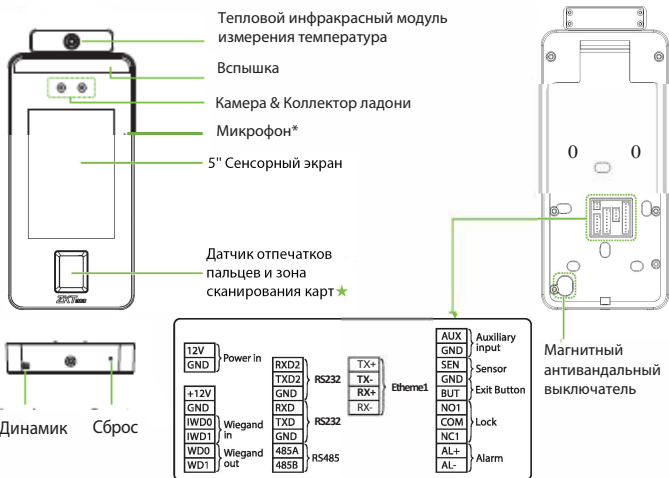 Тепловой инфракрасный модуль
измерения температура
Вспышка
Камера & Коллектор ладони
Микрофон*
5" Сенсорный экран
Датчик отпечатков
пальцев и зона
сканирования карт★
ZKT
Динамик
Сброс
0
0
Магнитный
антивандальный
выключатель
12V
GND
Power in
+12V
GND
IWD0
IWD1
Wiegand
in
WD0
WD1
Wiegand
out
RXD2
TXD2
GND
RS232
RXD
TXD
GND
RS232
485A
485B
RS485
TX+
TX-
RX+
RX-
Etheme1
AUX
GND
Auxiliary
input
SEN
GND
BUT
Sensor
Exit Button
NO1
COM
NC1
Lock
AL+
AL-
Alarm